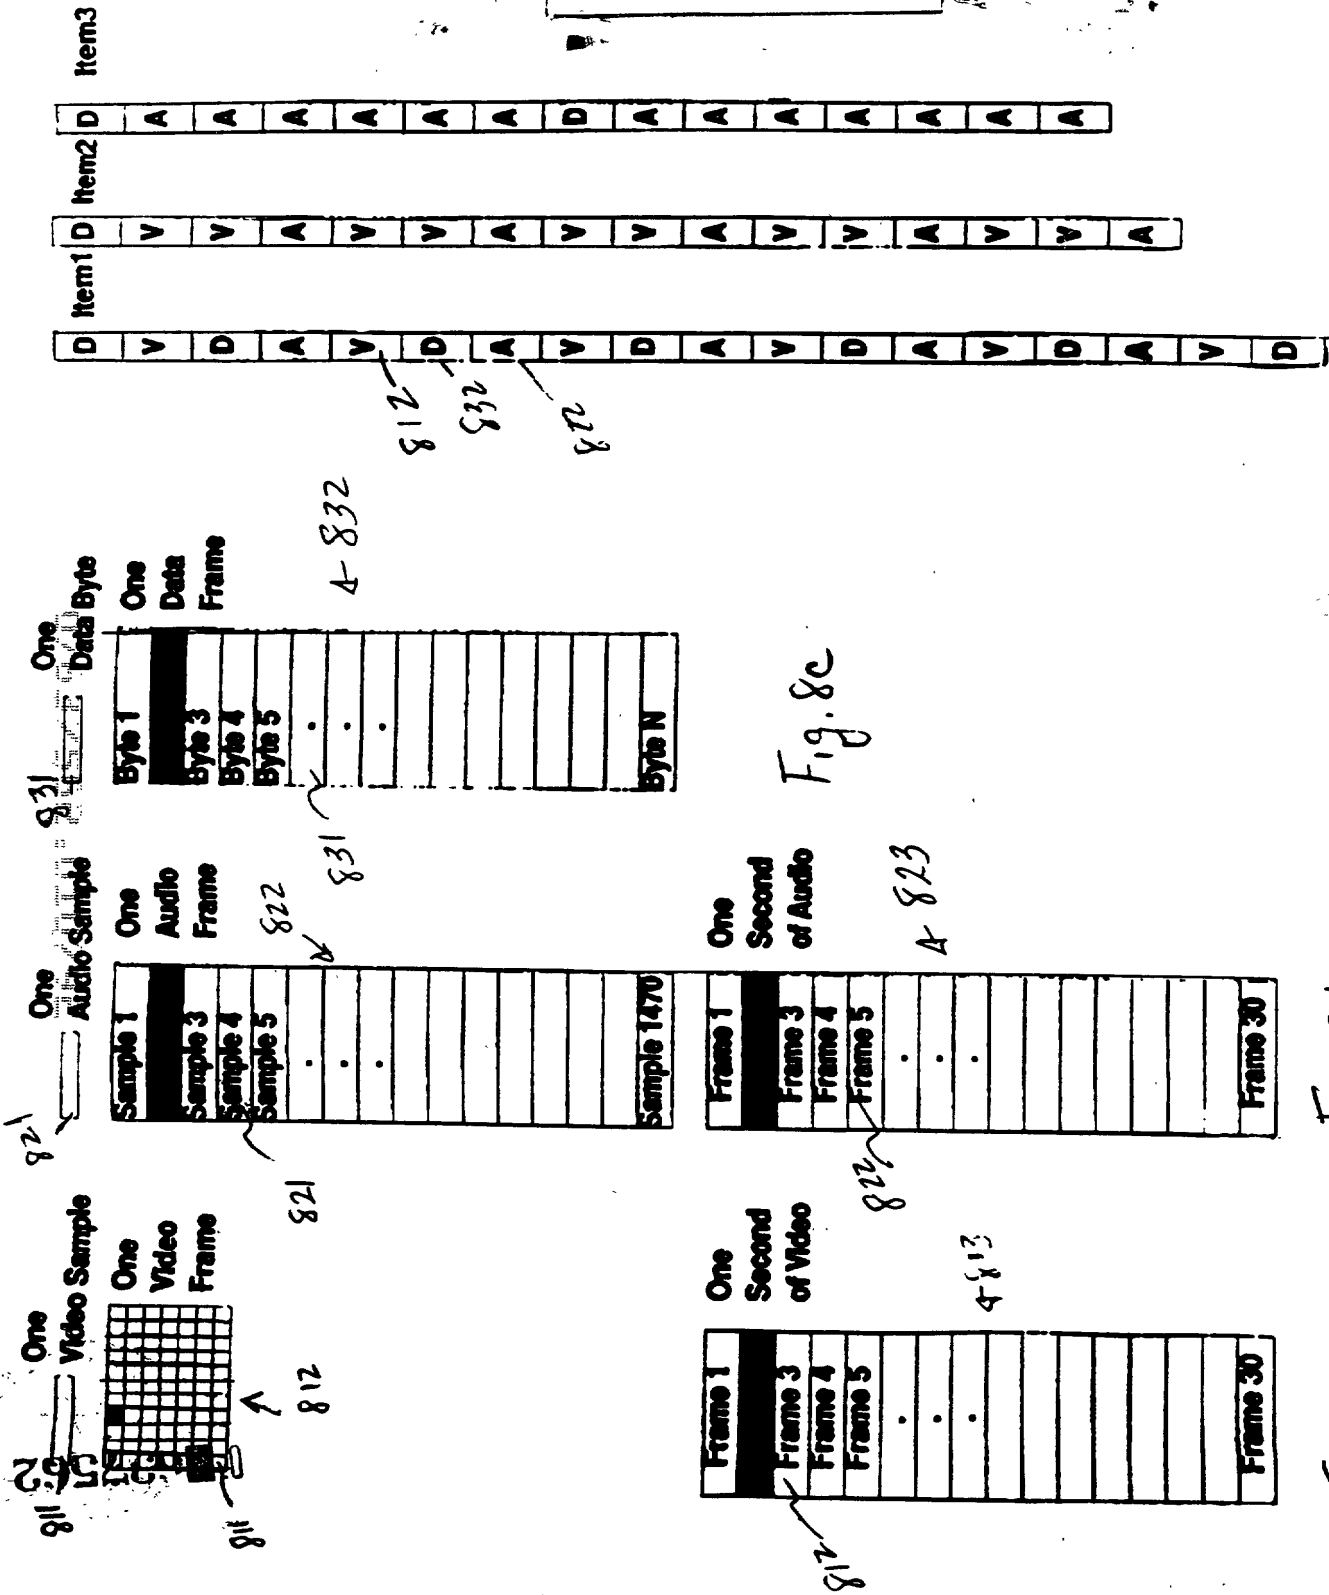 811
One
Video Sample
One
Video
Frame
811
812
Frame 1
Frame 3
Frame 4
Frame 5
.
.
.
Frame 30
One
Second
of Video
812
813
821
One
Audio Sample
Sample 1
Sample 3
Sample 4
Sample 5
.
.
.
Sample 1470
One
Audio
Frame
822
821
Frame 1
Frame 3
Frame 4
Frame 5
.
.
.
Frame 30
One
Second
of Audio
823
822
831
One
Data Byte
Byte 1
Byte 3
Byte 4
Byte 5
.
.
.
Byte N
One
Data
Frame
832
831
Fig. 8c
D Item1
V
D
A
V
D
A
V
D
A
V
D
A
V
D
A
V
D
812
832
822
D Item2
V
V
A
V
V
A
V
V
A
V
V
A
V
V
A
D Item3
A
A
A
A
A
A
D
A
A
A
A
A
A
A